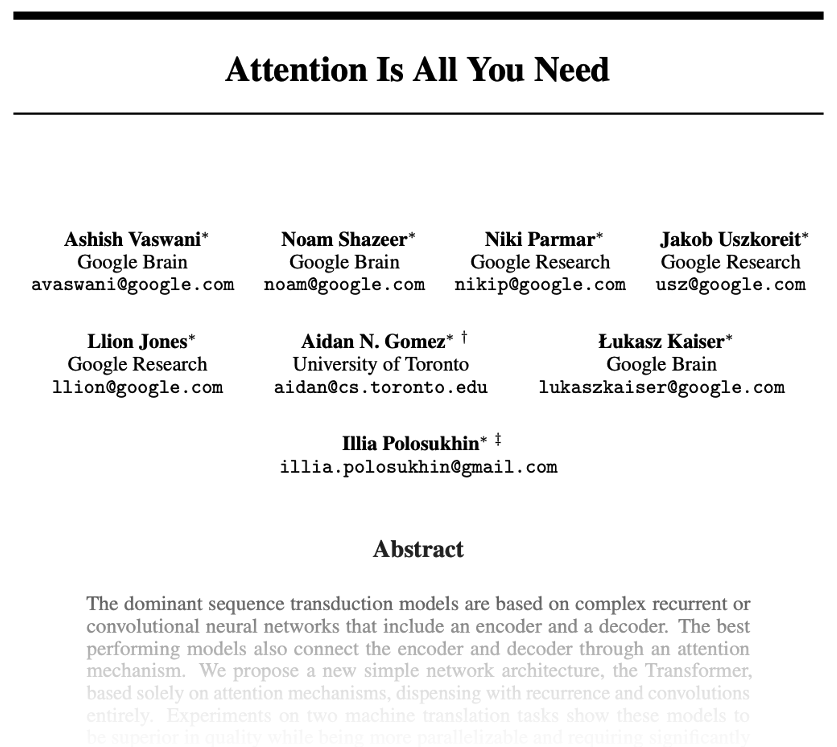 Attention Is All You Need
Ashish Vaswani* Noam Shazeer* Niki Parmar* Jakob Uszkoreit*
Google Brain Google Brain Google Research Google Research
avaswani@google.com noam@google.com nikip@google.com usz@google.com
Llion Jones* Aidan N. Gomez* † Łukasz Kaiser*
Google Research University of Toronto Google Brain
llion@google.com aidan@cs.toronto.edu lukaszkaiser@google.com
Illia Polosukhin* ‡
illia.polosukhin@gmail.com
Abstract
The dominant sequence transduction models are based on complex recurrent or
convolutional neural networks that include an encoder and a decoder. The best
performing models also connect the encoder and decoder through an attention
mechanism. We propose a new simple network architecture, the Transformer,
based solely on attention mechanisms, dispensing with recurrence and convolutions
entirely. Experiments on two machine translation tasks show these models to
be superior in quality while being more parallelizable and requiring significantly